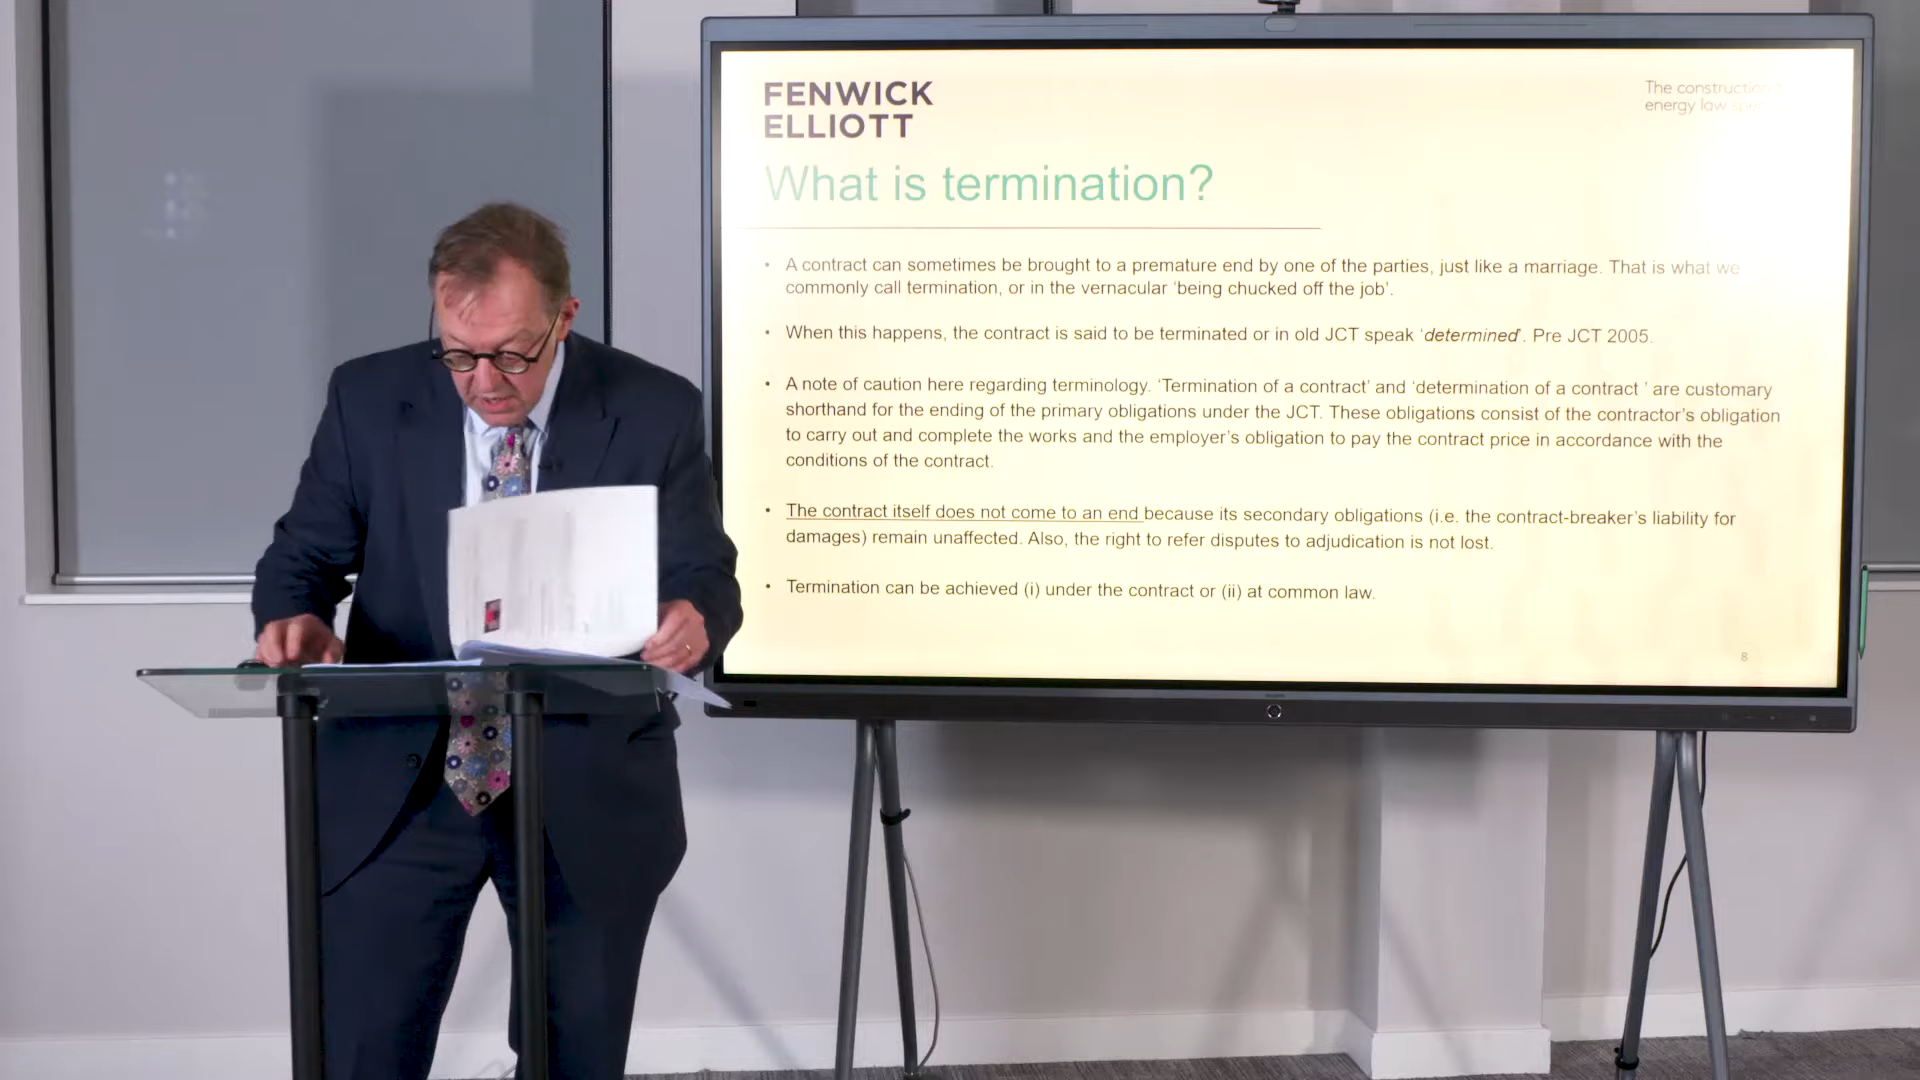 FENWICK
ELLIOTT
The construction
energy law
What is termination?
• A contract can sometimes be brought to a premature end by one of the parties, just like a marriage. That is what we
commonly call termination, or in the vernacular ‘being chucked off the job’.
• When this happens, the contract is said to be terminated or in old JCT speak ‘determined’. Pre JCT 2005.
• A note of caution here regarding terminology. ‘Termination of a contract’ and ‘determination of a contract ’ are customary
shorthand for the ending of the primary obligations under the JCT. These obligations consist of the contractor’s obligation
to carry out and complete the works and the employer’s obligation to pay the contract price in accordance with the
conditions of the contract.
• The contract itself does not come to an end because its secondary obligations (i.e. the contract-breaker’s liability for
damages) remain unaffected. Also, the right to refer disputes to adjudication is not lost.
• Termination can be achieved (i) under the contract or (ii) at common law.
8